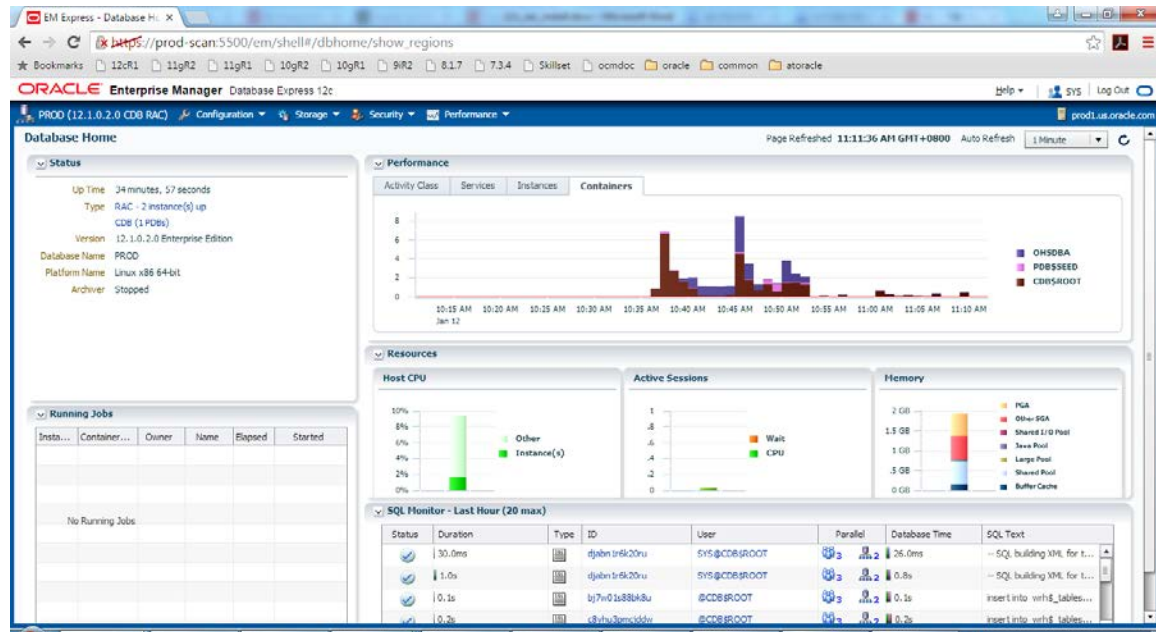 EM Express - Database Ho
https://prod-scan:5500/em/shell#/dbhome/show_regions
Bookmarks 12cR1 11gR2 11gR1 10gR2 10gR1 9iR2 8.1.7 7.3.4 Skillset ocmdoc oracle common atoracle
ORACLE Enterprise Manager Database Express 12c Help SYS Log Out
PROD (12.1.0.2.0 CDB RAC) Configuration Storage Security Performance prod1.us.oracle.com
Database Home Page Refreshed 11:11:36 AM GMT+0800 Auto Refresh 1 Minute
Status
Up Time 34 minutes, 57 seconds
Type RAC - 2 instance(s) up
CDB (1 PDBs)
Version 12.1.0.2.0 Enterprise Edition
Database Name PROD
Platform Name Linux x86 64-bit
Archiver Stopped
Performance
Activity Class Services Instances Containers
8
6
4
2
0
10:15 AM 10:20 AM 10:25 AM 10:30 AM 10:35 AM 10:40 AM 10:45 AM 10:50 AM 10:55 AM 11:00 AM 11:05 AM 11:10 AM
Jan 12
OHSDBA
PDB$SEED
CDB$ROOT
Resources
Host CPU
10%
8%
6%
4%
2%
0%
Other
Instance(s)
Active Sessions
1
.8
.6
.4
.2
0
Wait
CPU
Memory
2 GB
1.5 GB
1 GB
.5 GB
0 GB
PGA
Other SGA
Shared I/O Pool
Java Pool
Large Pool
Shared Pool
Buffer Cache
Running Jobs
Insta... Container... Owner Name Elapsed Started
No Running Jobs
SQL Monitor - Last Hour (20 max)
Status Duration Type ID User Parallel Database Time SQL Text
30.0ms djabn1r6k20ru SYS@CDB$ROOT 3 2 26.0ms -- SQL building XML for t...
1.0s djabn1r6k20ru SYS@CDB$ROOT 3 2 0.8s -- SQL building XML for t...
0.1s bj7w01s88bk8u @CDB$ROOT 3 2 0.1s insert into wrh$_tables...
0.2s c8yhu3pmciddw @CDB$ROOT 3 2 0.2s insert into wrh$_tables...